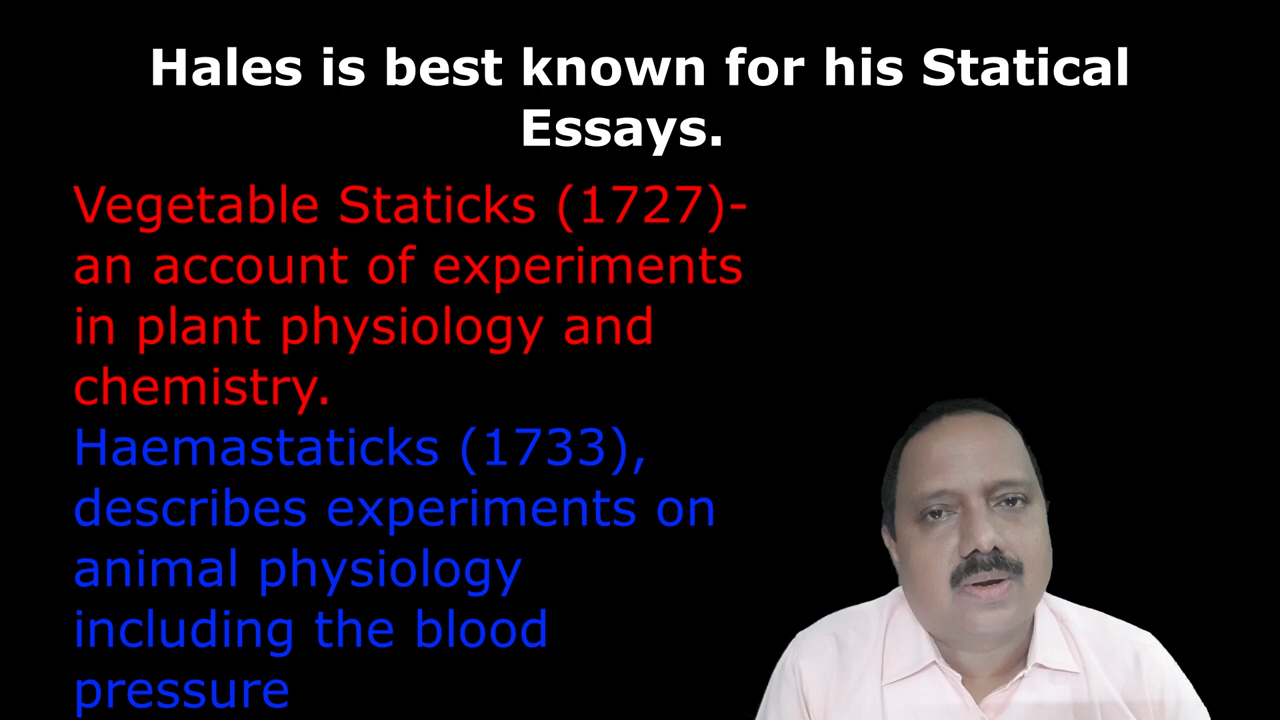 Hales is best known for his Statical
Essays.
Vegetable Staticks (1727)-
an account of experiments
in plant physiology and
chemistry.
Haemastaticks (1733),
describes experiments on
animal physiology
including the blood
pressure